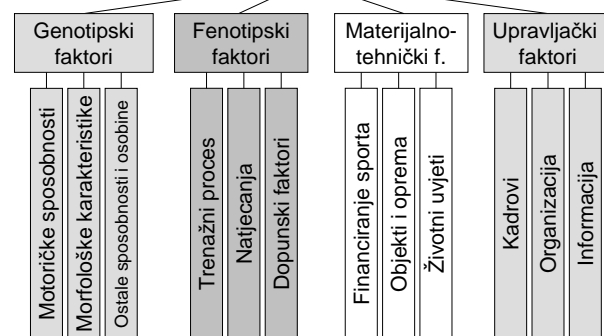 Genotipski
faktori
Fenotipski
faktori
Materijalno-
tehnički f.
Upravljački
faktori
Motoričke sposobnosti
Morfološke karakteristike
Ostale sposobnosti i osobine
Trenažni proces
Natjecanja
Dopunski faktori
Financiranje sporta
Objekti i oprema
Životni uvjeti
Kadrovi
Organizacija
Informacija